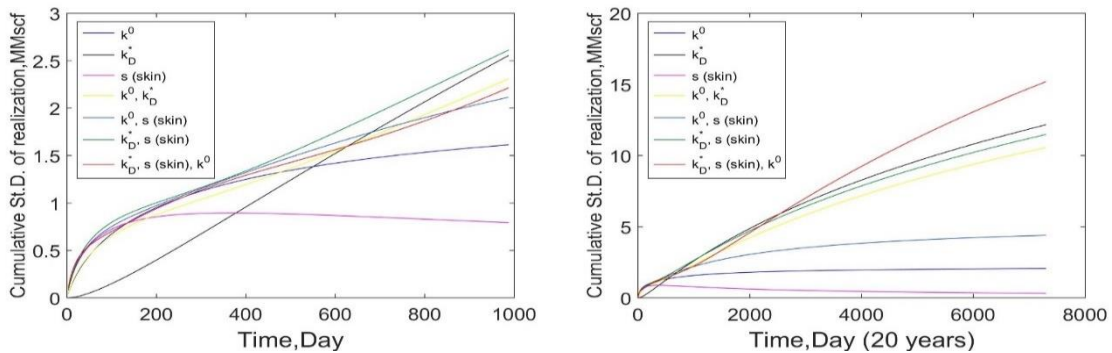 Cumulative St.D. of realization,MMscf
3
2.5
2
1.5
1
0.5
0
k⁰
k*D
s (skin)
k⁰, k*D
k⁰, s (skin)
k*D, s (skin)
k*D, s (skin), k⁰
0 200 400 600 800 1000
Time,Day
Cumulative St.D. of realization,MMscf
20
15
10
5
0
k⁰
k*D
s (skin)
k⁰, k*D
k⁰, s (skin)
k*D, s (skin)
k*D, s (skin), k⁰
0 2000 4000 6000 8000
Time,Day (20 years)